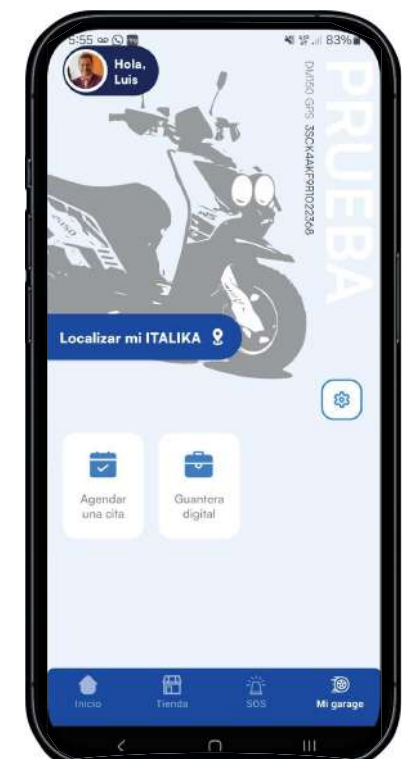 5:55
83%
Hola,
Luis
PRUEBA
DM150 GPS 3SCK4AKF9R1022368
Localizar mi ITALIKA
Agendar
una cita
Guantera
digital
Inicio
Tienda
SOS
Mi garage